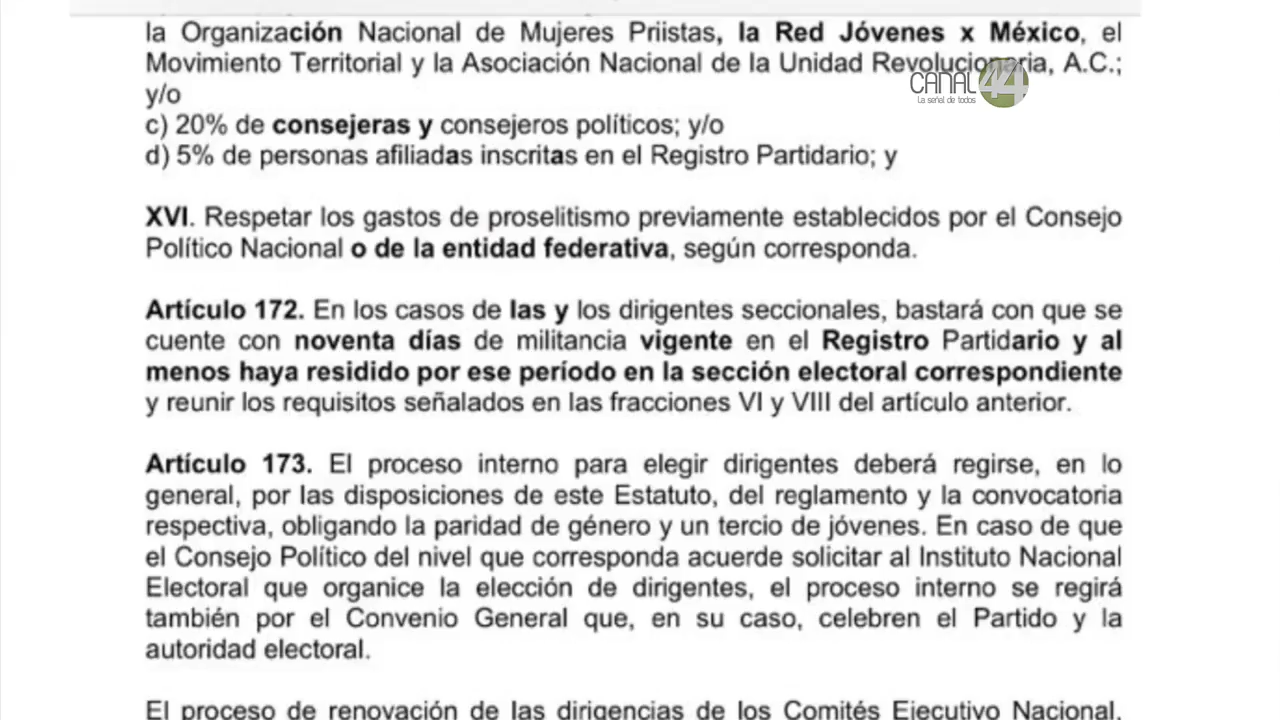 la Organización Nacional de Mujeres Priistas, la Red Jóvenes x México, el
Movimiento Territorial y la Asociación Nacional de la Unidad Revolucionaria, A.C.;
y/o
CANAL 44
La señal de todos
c) 20% de consejeras y consejeros políticos; y/o
d) 5% de personas afiliadas inscritas en el Registro Partidario; y
XVI. Respetar los gastos de proselitismo previamente establecidos por el Consejo
Político Nacional o de la entidad federativa, según corresponda.
Artículo 172. En los casos de las y los dirigentes seccionales, bastará con que se
cuente con noventa días de militancia vigente en el Registro Partidario y al
menos haya residido por ese período en la sección electoral correspondiente
y reunir los requisitos señalados en las fracciones VI y VIII del artículo anterior.
Artículo 173. El proceso interno para elegir dirigentes deberá regirse, en lo
general, por las disposiciones de este Estatuto, del reglamento y la convocatoria
respectiva, obligando la paridad de género y un tercio de jóvenes. En caso de que
el Consejo Político del nivel que corresponda acuerde solicitar al Instituto Nacional
Electoral que organice la elección de dirigentes, el proceso interno se regirá
también por el Convenio General que, en su caso, celebren el Partido y la
autoridad electoral.
El proceso de renovación de las dirigencias de los Comités Ejecutivo Nacional,